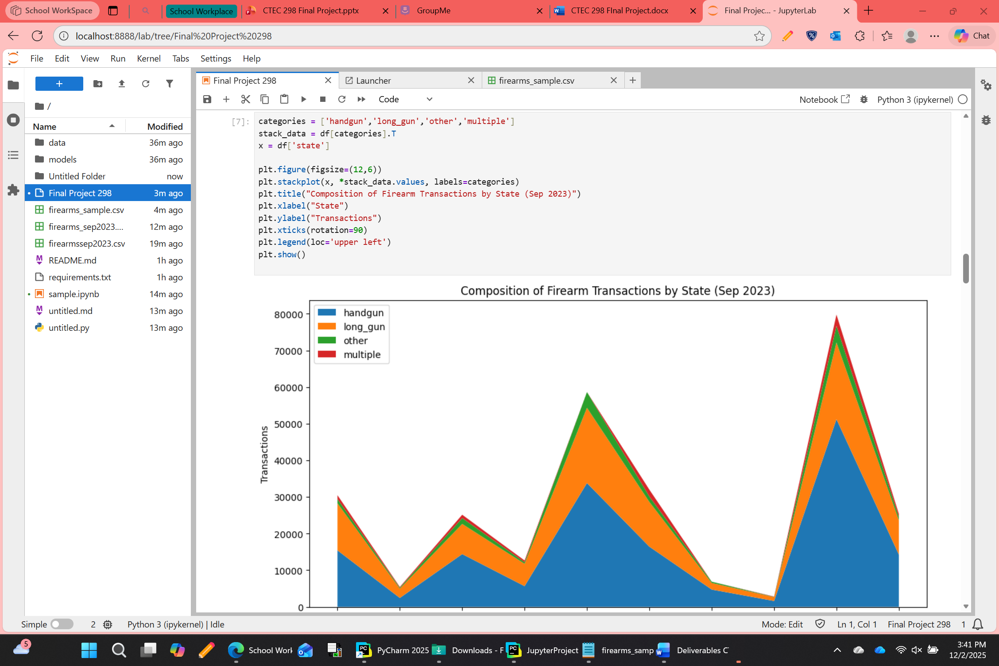 School WorkSpace
School Workplace
CTEC 298 Final Project.pptx
GroupMe
CTEC 298 FInal Project.docx
Final Projec... - JupyterLab
localhost:8888/lab/tree/Final%20Project%20298
Chat
File Edit View Run Kernel Tabs Settings Help
Final Project 298
Launcher
firearms_sample.csv
Code
Notebook
Python 3 (ipykernel)
/
Name Modified
data 36m ago
models 36m ago
Untitled Folder now
Final Project 298 3m ago
firearms_sample.csv 4m ago
firearms_sep2023.... 12m ago
firearmssep2023.csv 19m ago
README.md 1h ago
requirements.txt 1h ago
sample.ipynb 14m ago
untitled.md 13m ago
untitled.py 13m ago
[7]:
categories = ['handgun','long_gun','other','multiple']
stack_data = df[categories].T
x = df['state']
plt.figure(figsize=(12,6))
plt.stackplot(x, *stack_data.values, labels=categories)
plt.title("Composition of Firearm Transactions by State (Sep 2023)")
plt.xlabel("State")
plt.ylabel("Transactions")
plt.xticks(rotation=90)
plt.legend(loc='upper left')
plt.show()
Composition of Firearm Transactions by State (Sep 2023)
handgun
long_gun
other
multiple
80000
70000
60000
50000
40000
30000
20000
10000
0
Transactions
Simple
2
Python 3 (ipykernel) | Idle
Mode: Edit
Ln 1, Col 1
Final Project 298
1
5
School Work
PyCharm 2025
Downloads - F
JupyterProject
firearms_samp
Deliverables C
3:41 PM
12/2/2025